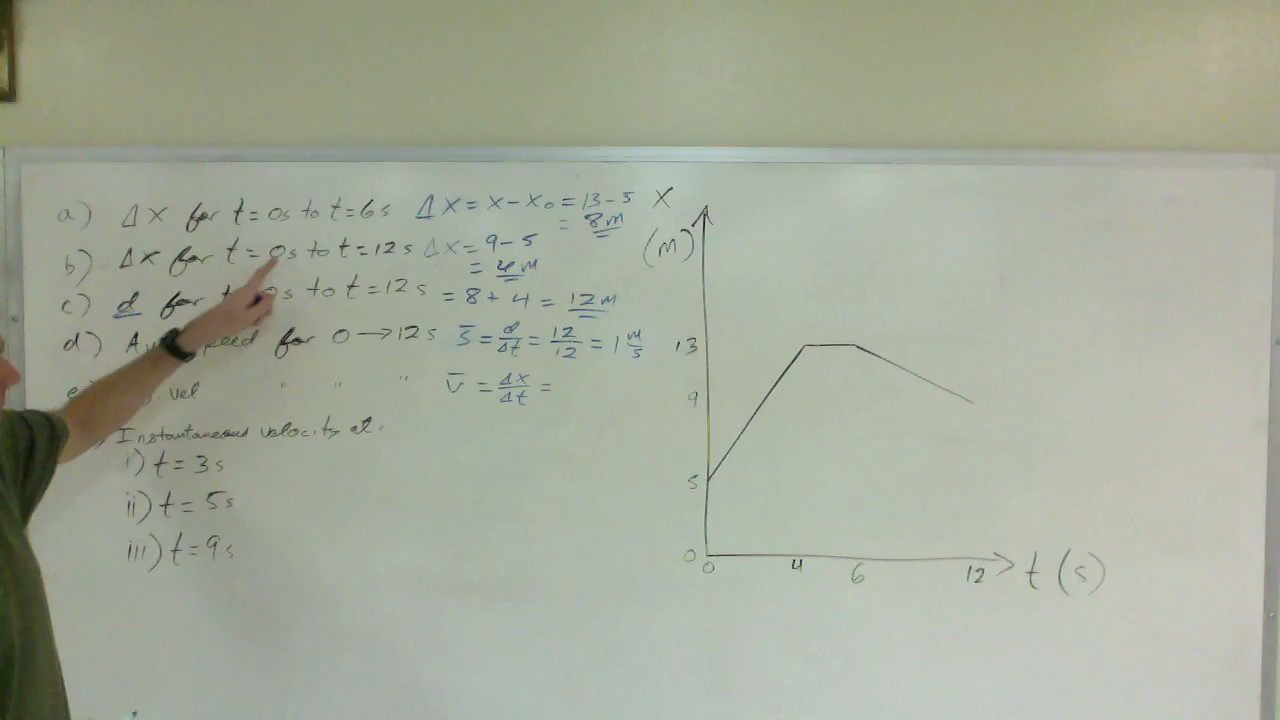 a) Δx for t=0s to t=6s Δx = x-x₀ = 13-5
= 8m
b) Δx for t=0s to t=12s Δx = 9-5
= 4m
c) d for 0s to t=12s = 8+4 = 12m
d) for 0→12s s̄ = d/Δt = 12/12 = 1 m/s
vel " " " v̄ = Δx/Δt =
Instantaneous velocity at:
i) t=3s
ii) t=5s
iii) t=9s
x
(m)
13
9
5
0
0 4 6 12 t (s)